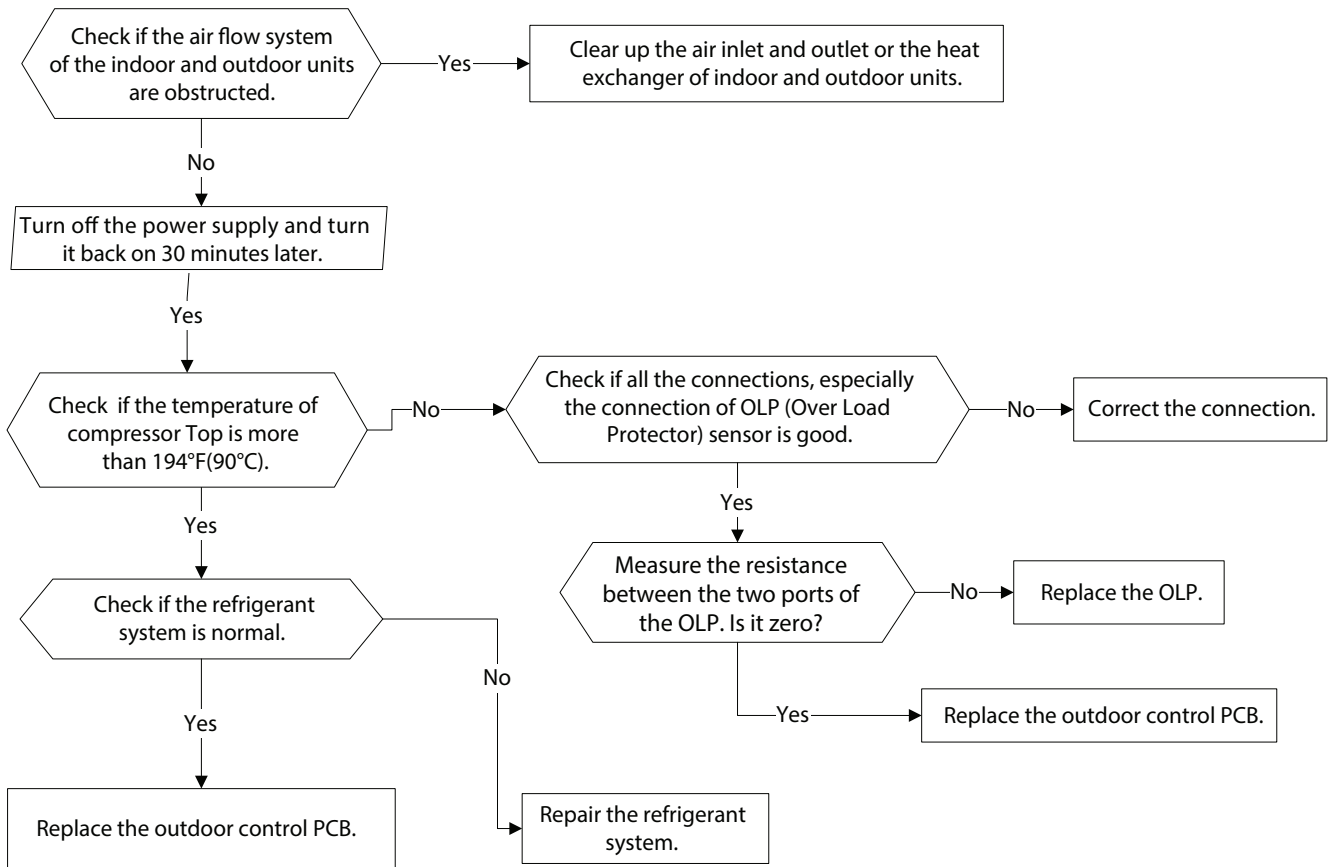 Check if the air flow system
of the indoor and outdoor units
are obstructed.
Yes
Clear up the air inlet and outlet or the heat
exchanger of indoor and outdoor units.
No
Turn off the power supply and turn
it back on 30 minutes later.
Yes
Check if the temperature of
compressor Top is more
than 194°F(90°C).
No
Check if all the connections, especially
the connection of OLP (Over Load
Protector) sensor is good.
No
Correct the connection.
Yes
Yes
Measure the resistance
between the two ports of
the OLP. Is it zero?
No
Replace the OLP.
Check if the refrigerant
system is normal.
No
Yes
Yes
Replace the outdoor control PCB.
Replace the outdoor control PCB.
Repair the refrigerant
system.